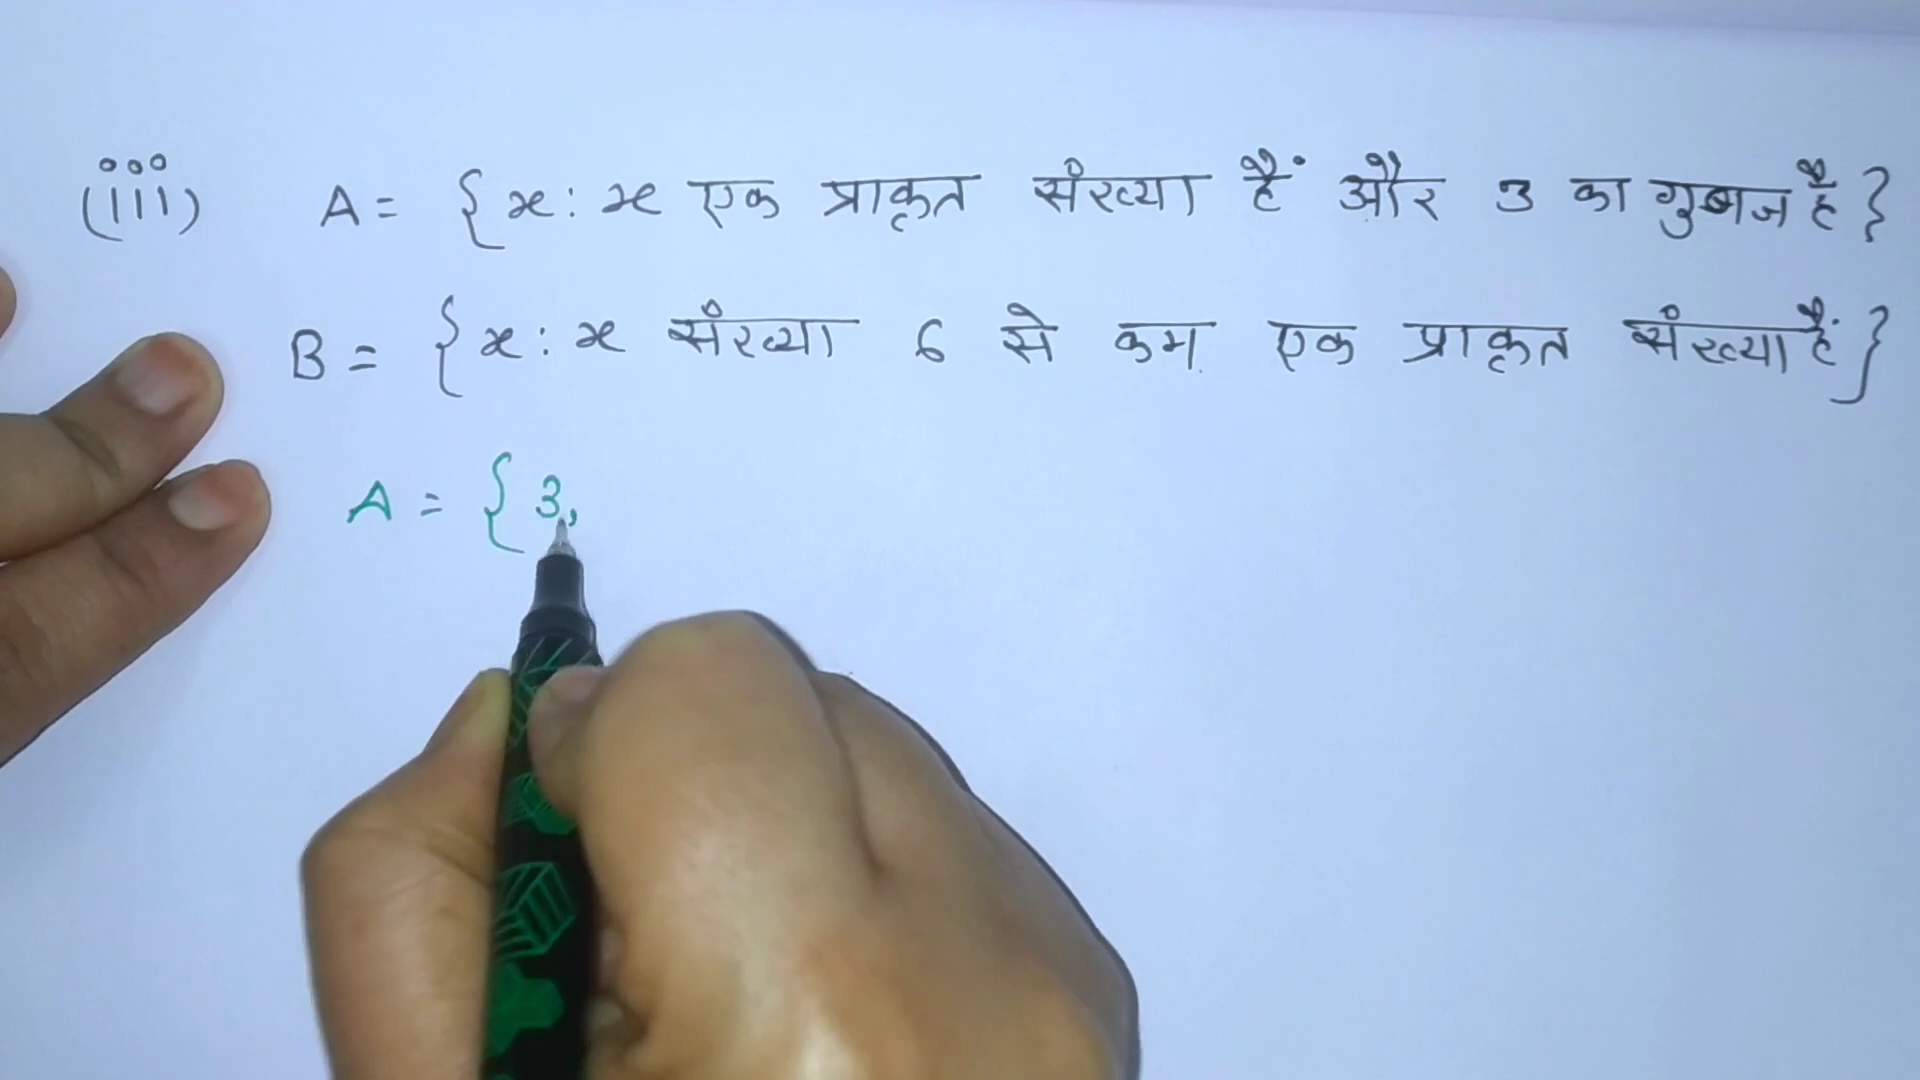 (iii) A = {x : x एक प्राकृत संख्या हैं और 3 का गुणज है}
B = {x : x संख्या 6 से कम एक प्राकृत संख्या हैं}
A = { 3,